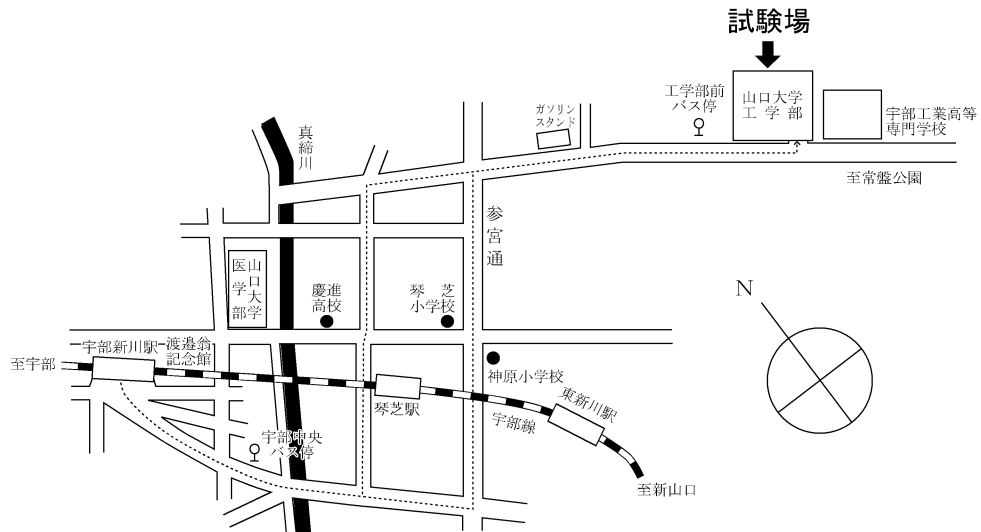 試験場
工学部前
バス停
山口大学
工学部
宇部工業高等
専門学校
ガソリン
スタンド
至常盤公園
真締川
参宮通
山口大学
医学部
慶進
高校
琴芝
小学校
N
宇部新川駅
渡邉翁
記念館
至宇部
神原小学校
琴芝駅
東新川駅
宇部線
宇部中央
バス停
至新山口